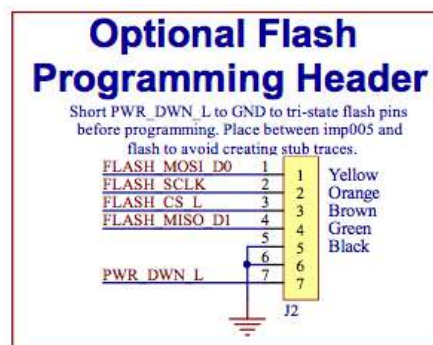 Optional Flash
Programming Header
Short PWR_DWN_L to GND to tri-state flash pins
before programming. Place between imp005 and
flash to avoid creating stub traces.
FLASH_MOSI_D0 1 1 Yellow
FLASH_SCLK 2 2 Orange
FLASH_CS_L 3 3 Brown
FLASH_MISO_D1 4 4 Green
5 5 Black
6 6
PWR_DWN_L 7 7
J2